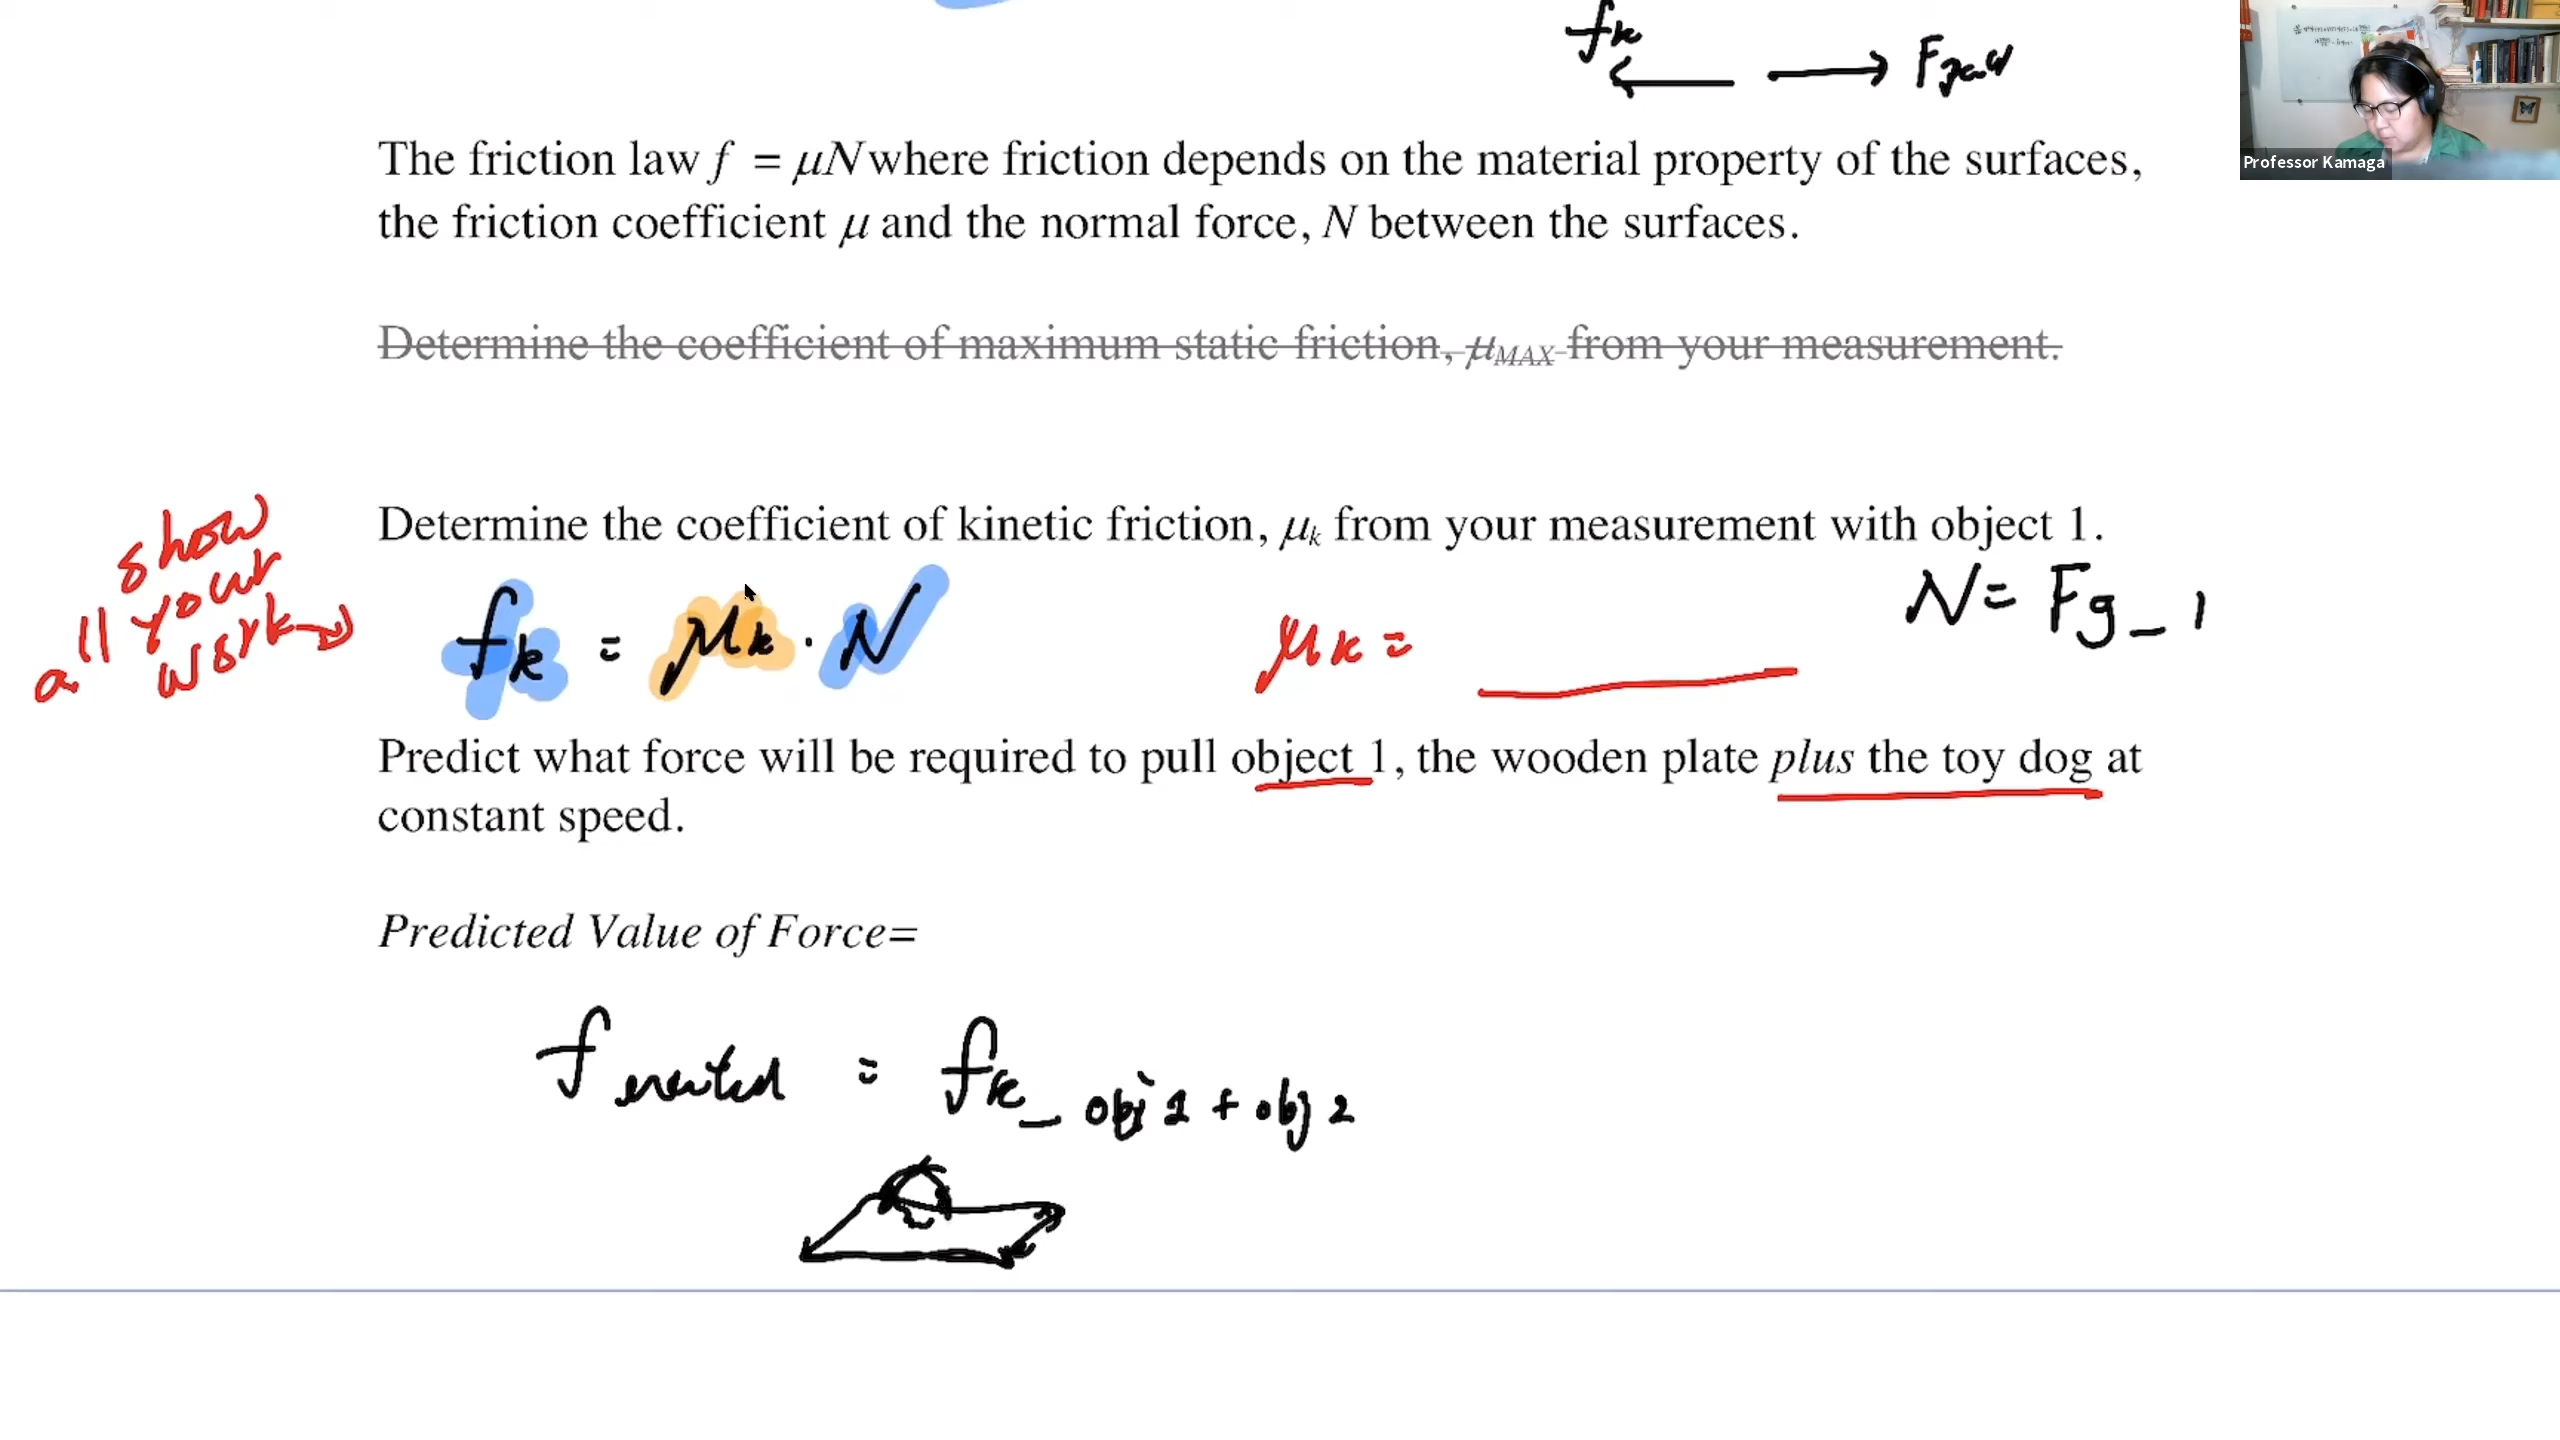 fk
Professor Kamaga
The friction law f = μN where friction depends on the material property of the surfaces,
the friction coefficient μ and the normal force, N between the surfaces.
Determine the coefficient of maximum static friction, μMAX from your measurement.
Determine the coefficient of kinetic friction, μk from your measurement with object 1.
show
all your
work
fk = μk · N
μk =
N = Fg_1
Predict what force will be required to pull object 1, the wooden plate plus the toy dog at
constant speed.
Predicted Value of Force=
f exerted = fk_obj 1 + obj 2